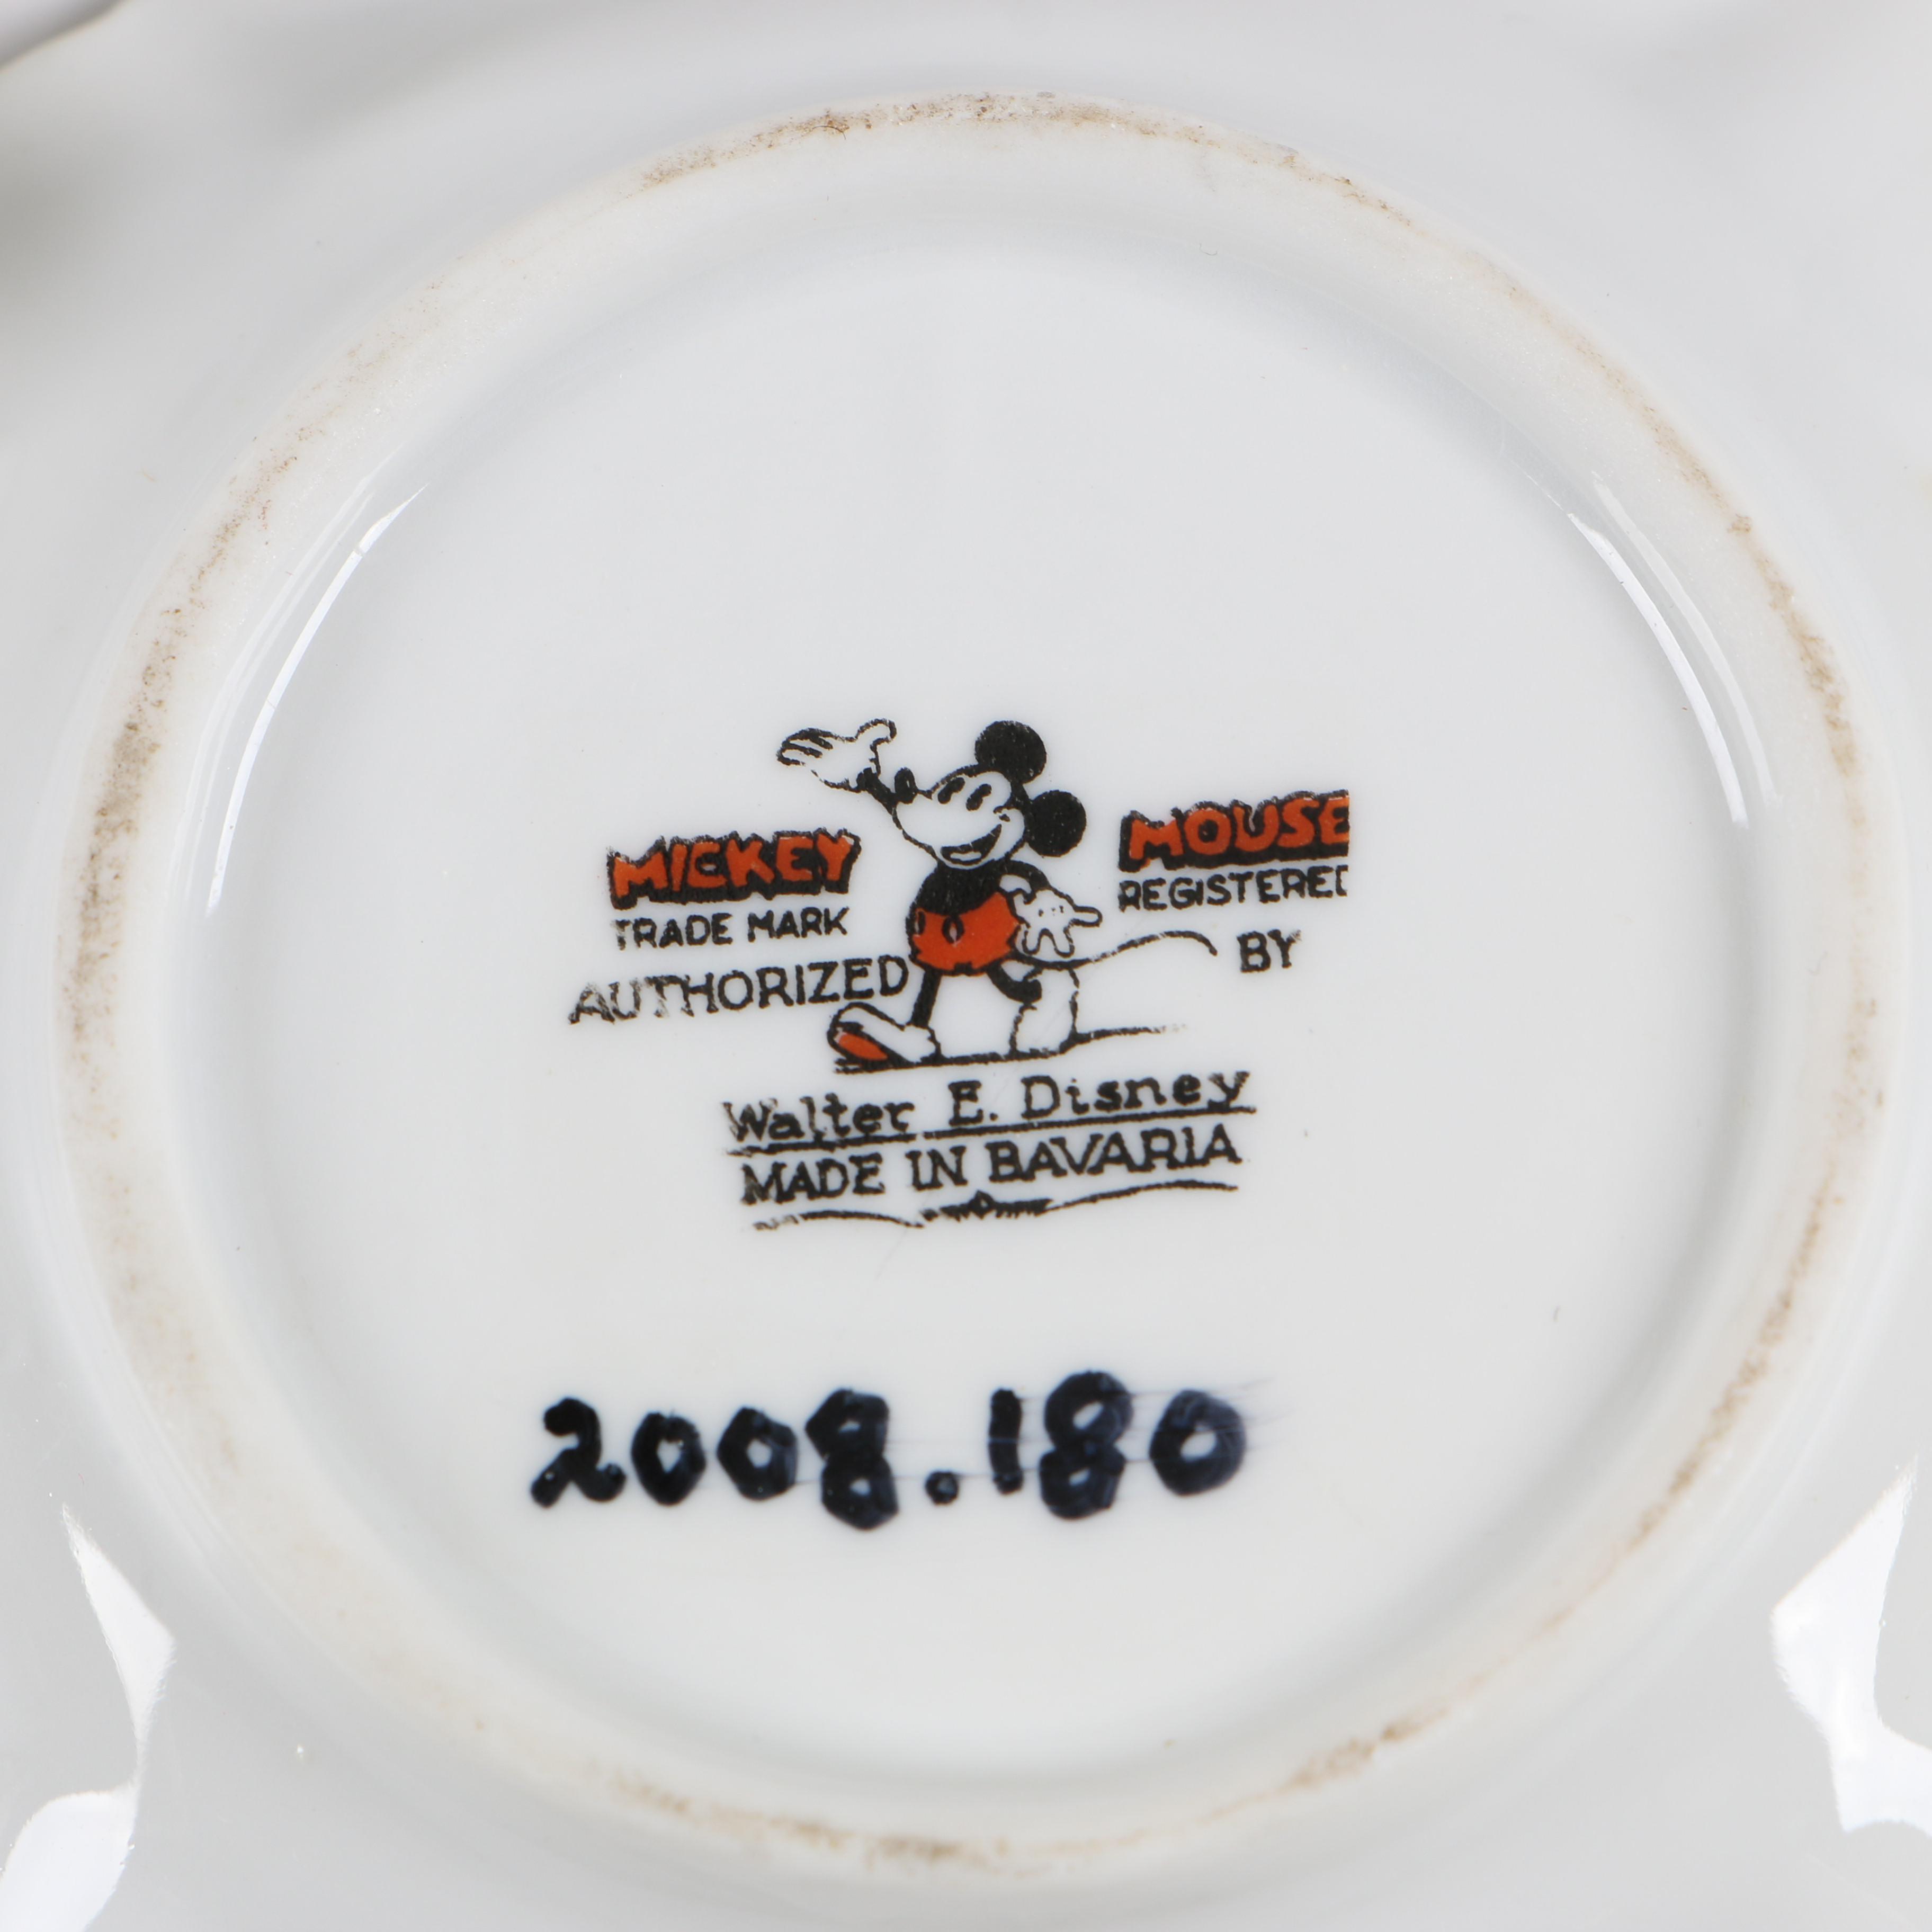 MICKEY MOUSE
TRADE MARK REGISTERED
AUTHORIZED BY
Walter E. Disney
MADE IN BAVARIA
2008.180